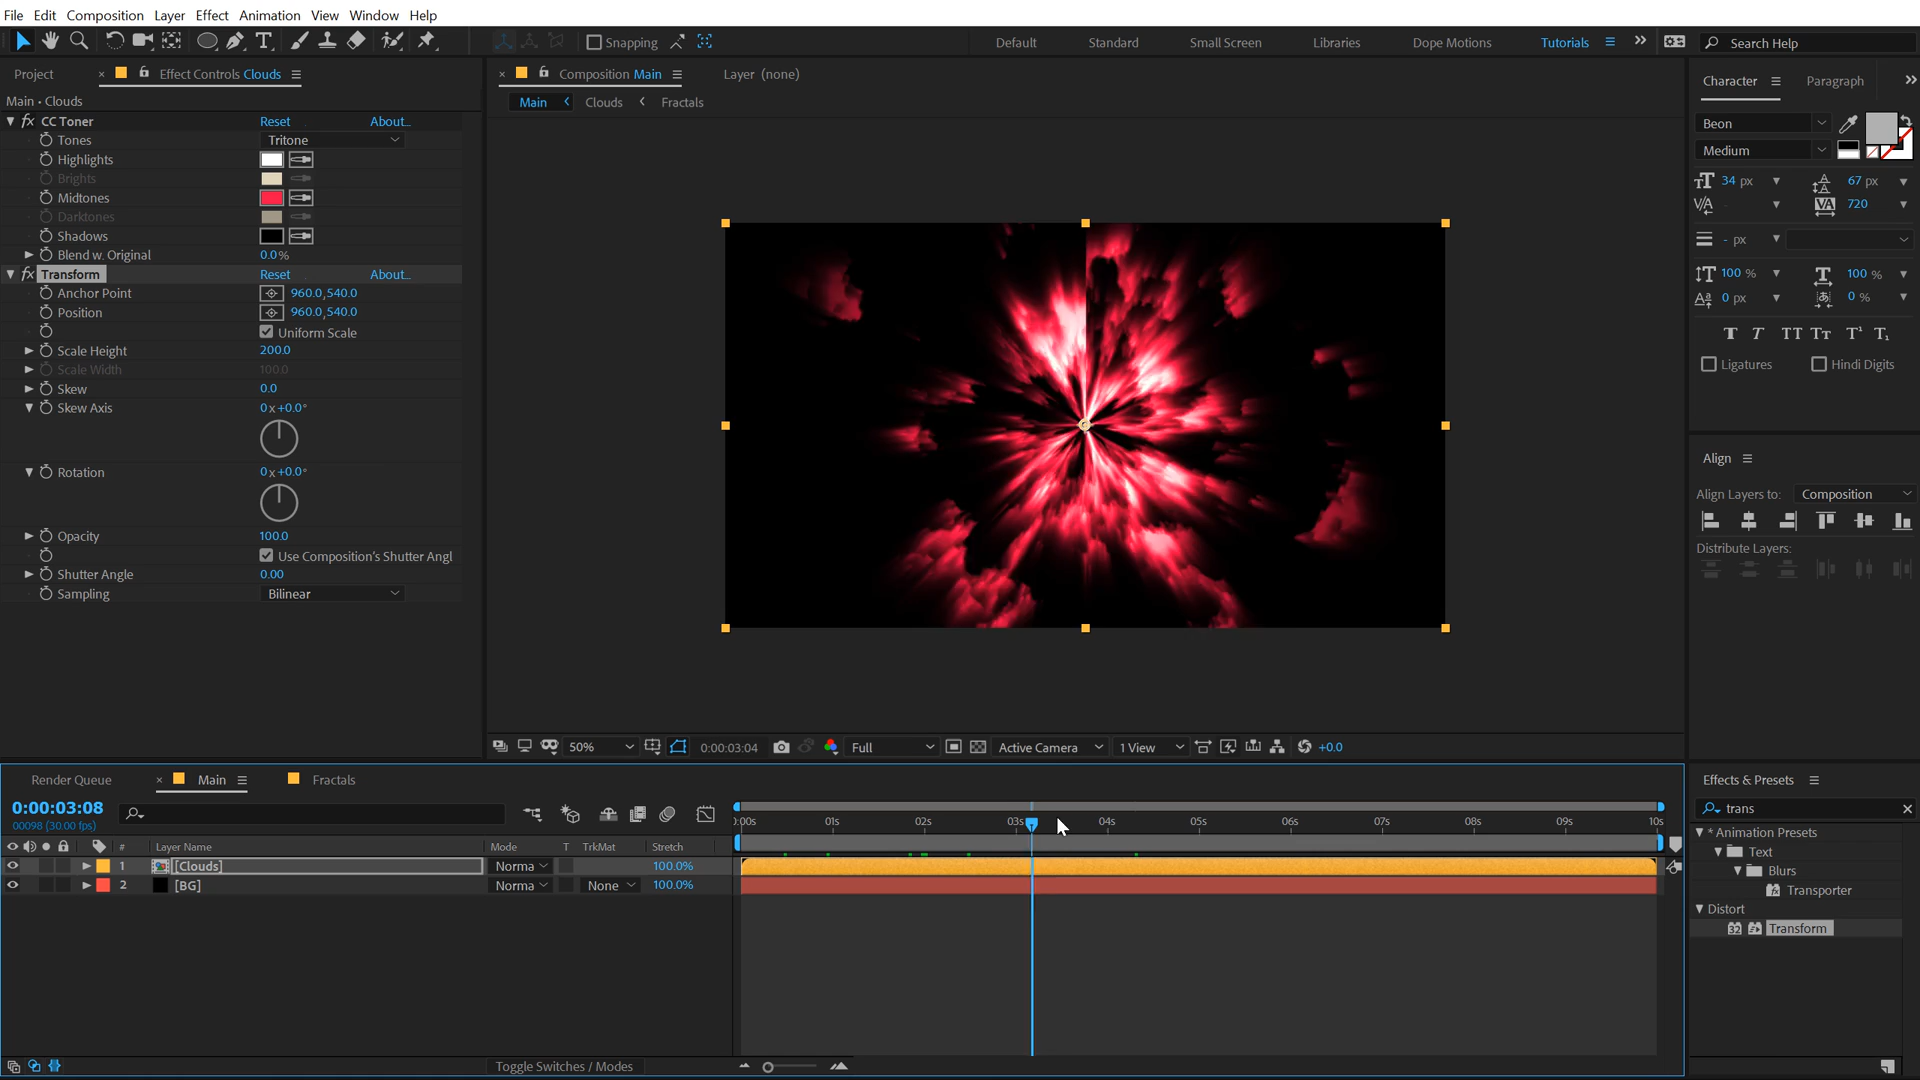 File Edit Composition Layer Effect Animation View Window Help
Snapping
Default Standard Small Screen Libraries Dope Motions Tutorials
Search Help
Project × Effect Controls Clouds
Main • Clouds
fx CC Toner Reset About...
Tones Tritone
Highlights
Brights
Midtones
Darktones
Shadows
Blend w. Original 0.0%
fx Transform Reset About...
Anchor Point 960.0,540.0
Position 960.0,540.0
Uniform Scale
Scale Height 200.0
Scale Width 100.0
Skew 0.0
Skew Axis 0x+0.0°
Rotation 0x+0.0°
Opacity 100.0
Use Composition's Shutter Angl
Shutter Angle 0.00
Sampling Bilinear
× Composition Main Layer (none)
Main Clouds Fractals
50% 0:00:03:04 Full Active Camera 1 View +0.0
Character Paragraph
Beon
Medium
34 px 67 px
- 720
- px
100 % 100 %
0 px 0 %
T T TT Tt T¹ T₁
Ligatures Hindi Digits
Align
Align Layers to: Composition
Distribute Layers:
Render Queue × Main Fractals
0:00:03:08
00098 (30.00 fps)
# Layer Name Mode T TrkMat Stretch
1 [Clouds] Norma 100.0%
2 [BG] Norma None 100.0%
):00s 01s 02s 03s 04s 05s 06s 07s 08s 09s 10s
Toggle Switches / Modes
Effects & Presets
trans ×
* Animation Presets
Text
Blurs
Transporter
Distort
32 Transform